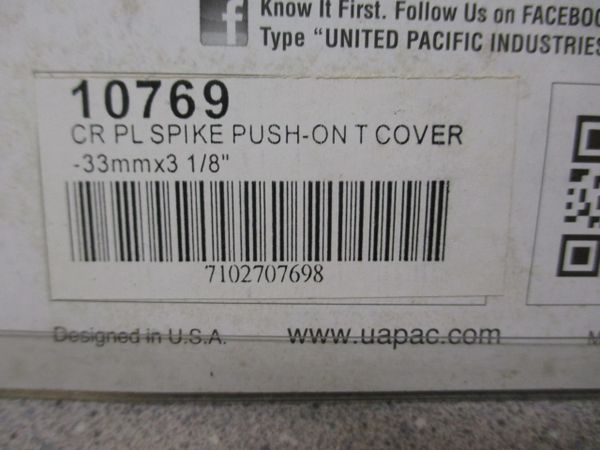 Know It First. Follow Us on
Type "UNITED PACIFIC INDUSTRIES
10769
CR PL SPIKE PUSH-ON T COVER
-33mmx3 1/8"
7102707698
Designed in U.S.A.
www.uapac.com